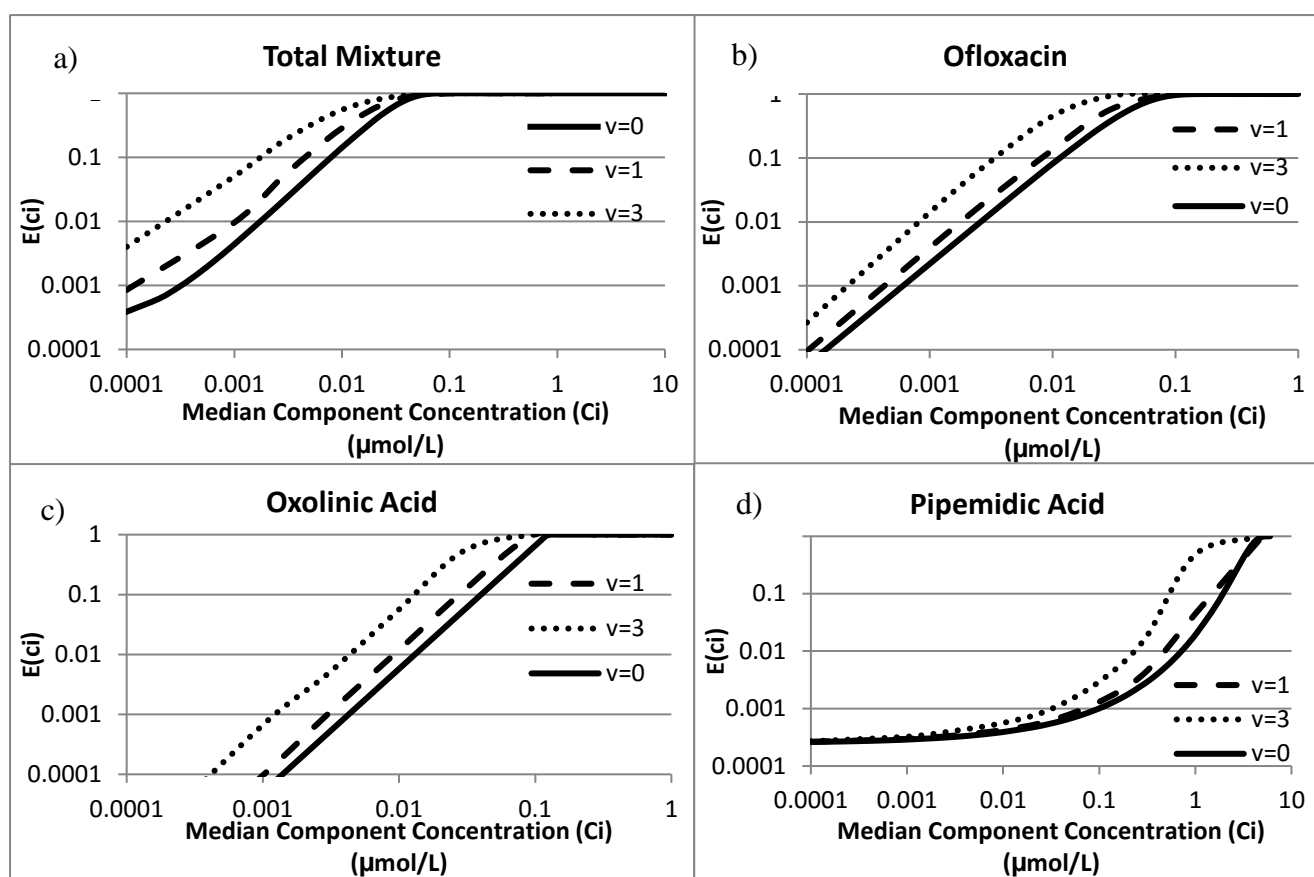 a)
Total Mixture
E(ci)
0.1
0.01
0.001
0.0001
v=0
v=1
v=3
0.0001 0.001 0.01 0.1 1 10
Median Component Concentration (Ci)
(µmol/L)
b)
Ofloxacin
E(ci)
1
0.1
0.01
0.001
0.0001
v=1
v=3
v=0
0.0001 0.001 0.01 0.1 1
Median Component Concentration (Ci)
(µmol/L)
c)
Oxolinic Acid
E(ci)
1
0.1
0.01
0.001
0.0001
v=1
v=3
v=0
0.0001 0.001 0.01 0.1 1
Median Component Concentration (Ci)
(µmol/L)
d)
Pipemidic Acid
E(ci)
1
0.1
0.01
0.001
0.0001
v=1
v=3
v=0
0.0001 0.001 0.01 0.1 1 10
Median Component Concentration (Ci)
(µmol/L)